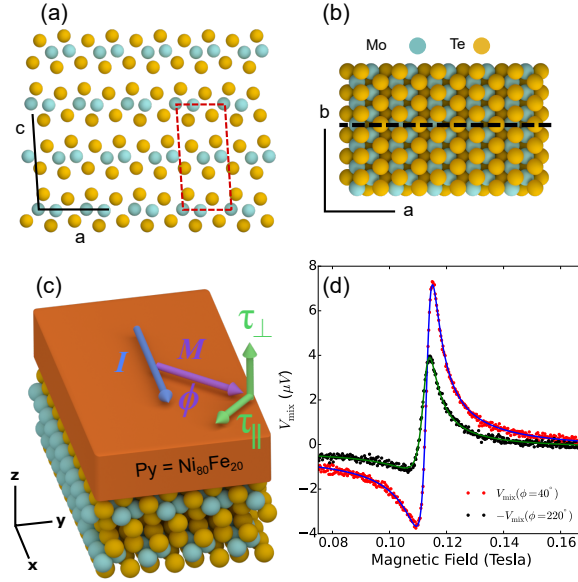 (a)
c
a
(b)
Mo Te
b
a
(c)
I
M
ϕ
τ⊥
τ∥
Py = Ni80Fe20
z
y
x
(d)
8
6
4
2
0
−2
−4
Vmix (μV)
Vmix(ϕ=40°)
−Vmix(ϕ=220°)
0.08 0.10 0.12 0.14 0.16
Magnetic Field (Tesla)